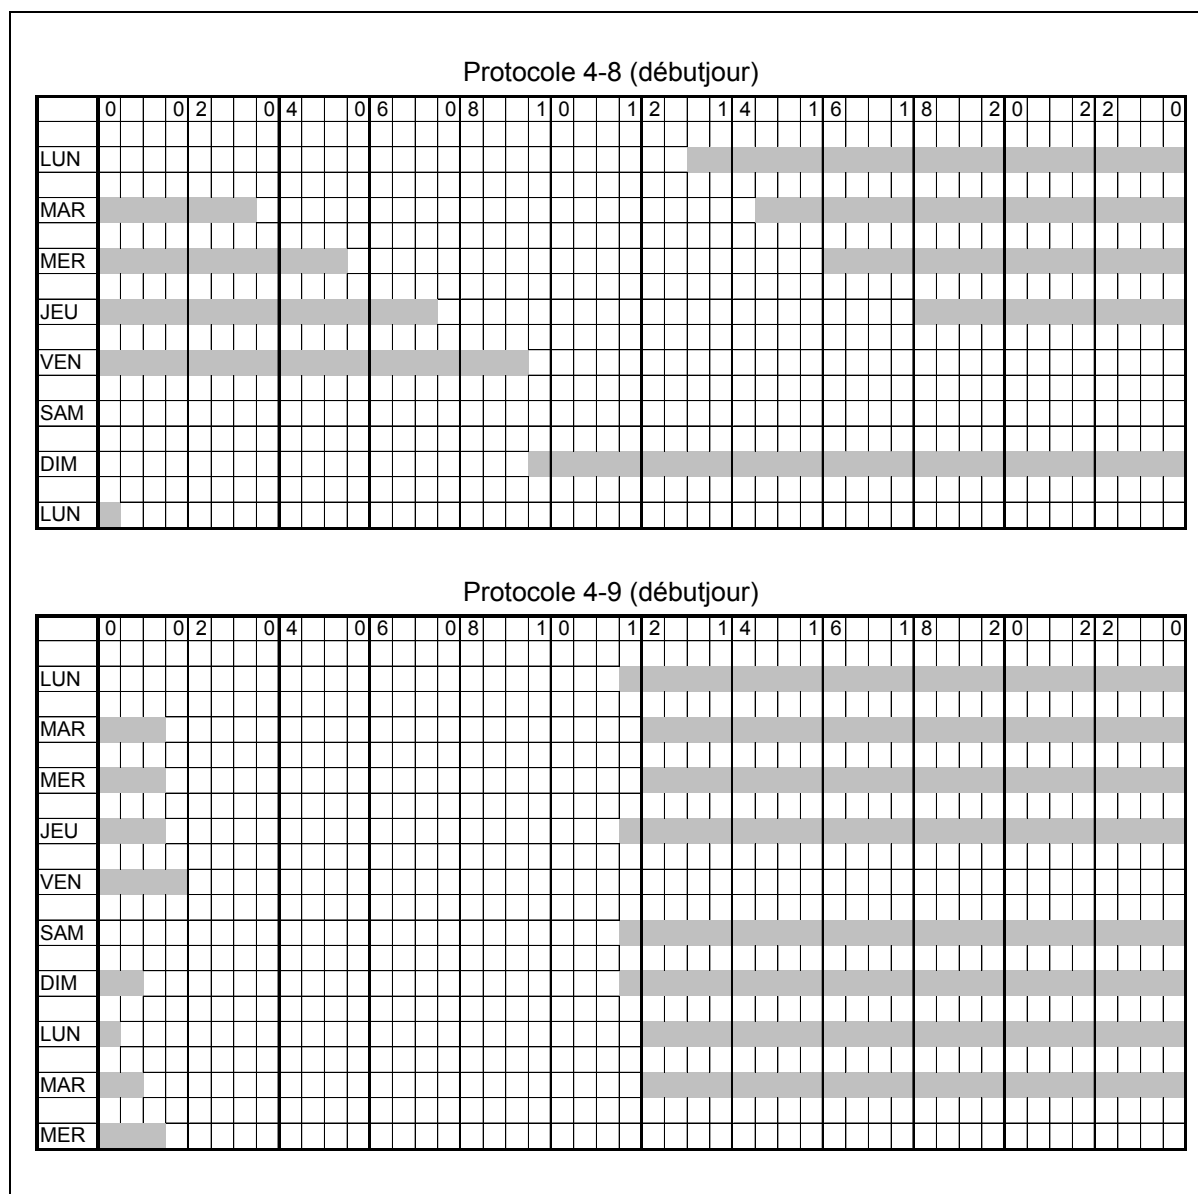 Protocole 4-8 (débutjour)
0 0 2 0 4 0 6 0 8 1 0 1 2 1 4 1 6 1 8 2 0 2 2 0
LUN
MAR
MER
JEU
VEN
SAM
DIM
LUN
Protocole 4-9 (débutjour)
0 0 2 0 4 0 6 0 8 1 0 1 2 1 4 1 6 1 8 2 0 2 2 0
LUN
MAR
MER
JEU
VEN
SAM
DIM
LUN
MAR
MER